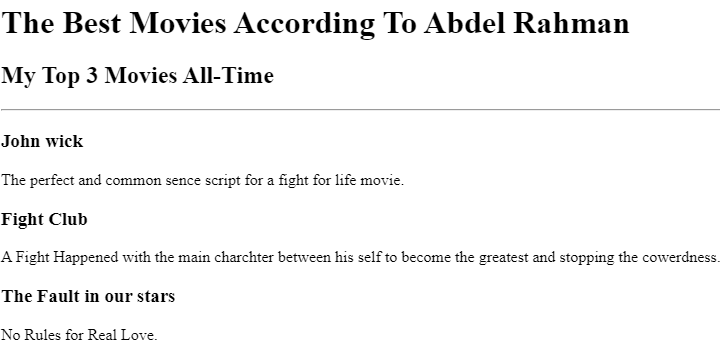 The Best Movies According To Abdel Rahman
My Top 3 Movies All-Time
John wick
The perfect and common sence script for a fight for life movie.
Fight Club
A Fight Happened with the main charchter between his self to become the greatest and stopping the cowerdness.
The Fault in our stars
No Rules for Real Love.